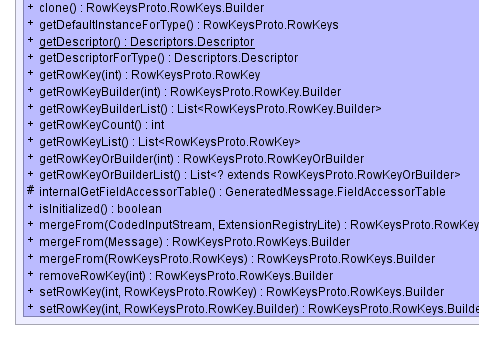 + clone() : RowKeysProto.RowKeys.Builder
+ getDefaultInstanceForType() : RowKeysProto.RowKeys
+ getDescriptor() : Descriptors.Descriptor
+ getDescriptorForType() : Descriptors.Descriptor
+ getRowKey(int) : RowKeysProto.RowKey
+ getRowKeyBuilder(int) : RowKeysProto.RowKey.Builder
+ getRowKeyBuilderList() : List<RowKeysProto.RowKey.Builder>
+ getRowKeyCount() : int
+ getRowKeyList() : List<RowKeysProto.RowKey>
+ getRowKeyOrBuilder(int) : RowKeysProto.RowKeyOrBuilder
+ getRowKeyOrBuilderList() : List<? extends RowKeysProto.RowKeyOrBuilder>
# internalGetFieldAccessorTable() : GeneratedMessage.FieldAccessorTable
+ isInitialized() : boolean
+ mergeFrom(CodedInputStream, ExtensionRegistryLite) : RowKeysProto.RowKey
+ mergeFrom(Message) : RowKeysProto.RowKeys.Builder
+ mergeFrom(RowKeysProto.RowKeys) : RowKeysProto.RowKeys.Builder
+ removeRowKey(int) : RowKeysProto.RowKeys.Builder
+ setRowKey(int, RowKeysProto.RowKey) : RowKeysProto.RowKeys.Builder
+ setRowKey(int, RowKeysProto.RowKey.Builder) : RowKeysProto.RowKeys.Builde